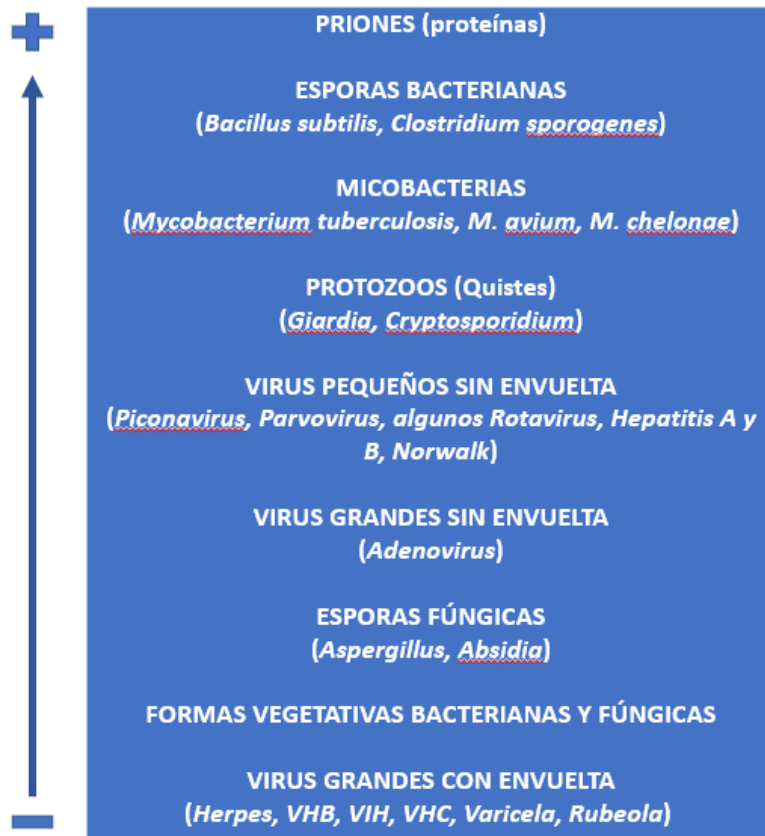 PRIONES (proteínas)
ESPORAS BACTERIANAS
(Bacillus subtilis, Clostridium sporogenes)
MICOBACTERIAS
(Mycobacterium tuberculosis, M. avium, M. chelonae)
PROTOZOOS (Quistes)
(Giardia, Cryptosporidium)
VIRUS PEQUEÑOS SIN ENVUELTA
(Piconavirus, Parvovirus, algunos Rotavirus, Hepatitis A y
B, Norwalk)
VIRUS GRANDES SIN ENVUELTA
(Adenovirus)
ESPORAS FÚNGICAS
(Aspergillus, Absidia)
FORMAS VEGETATIVAS BACTERIANAS Y FÚNGICAS
VIRUS GRANDES CON ENVUELTA
(Herpes, VHB, VIH, VHC, Varicela, Rubeola)